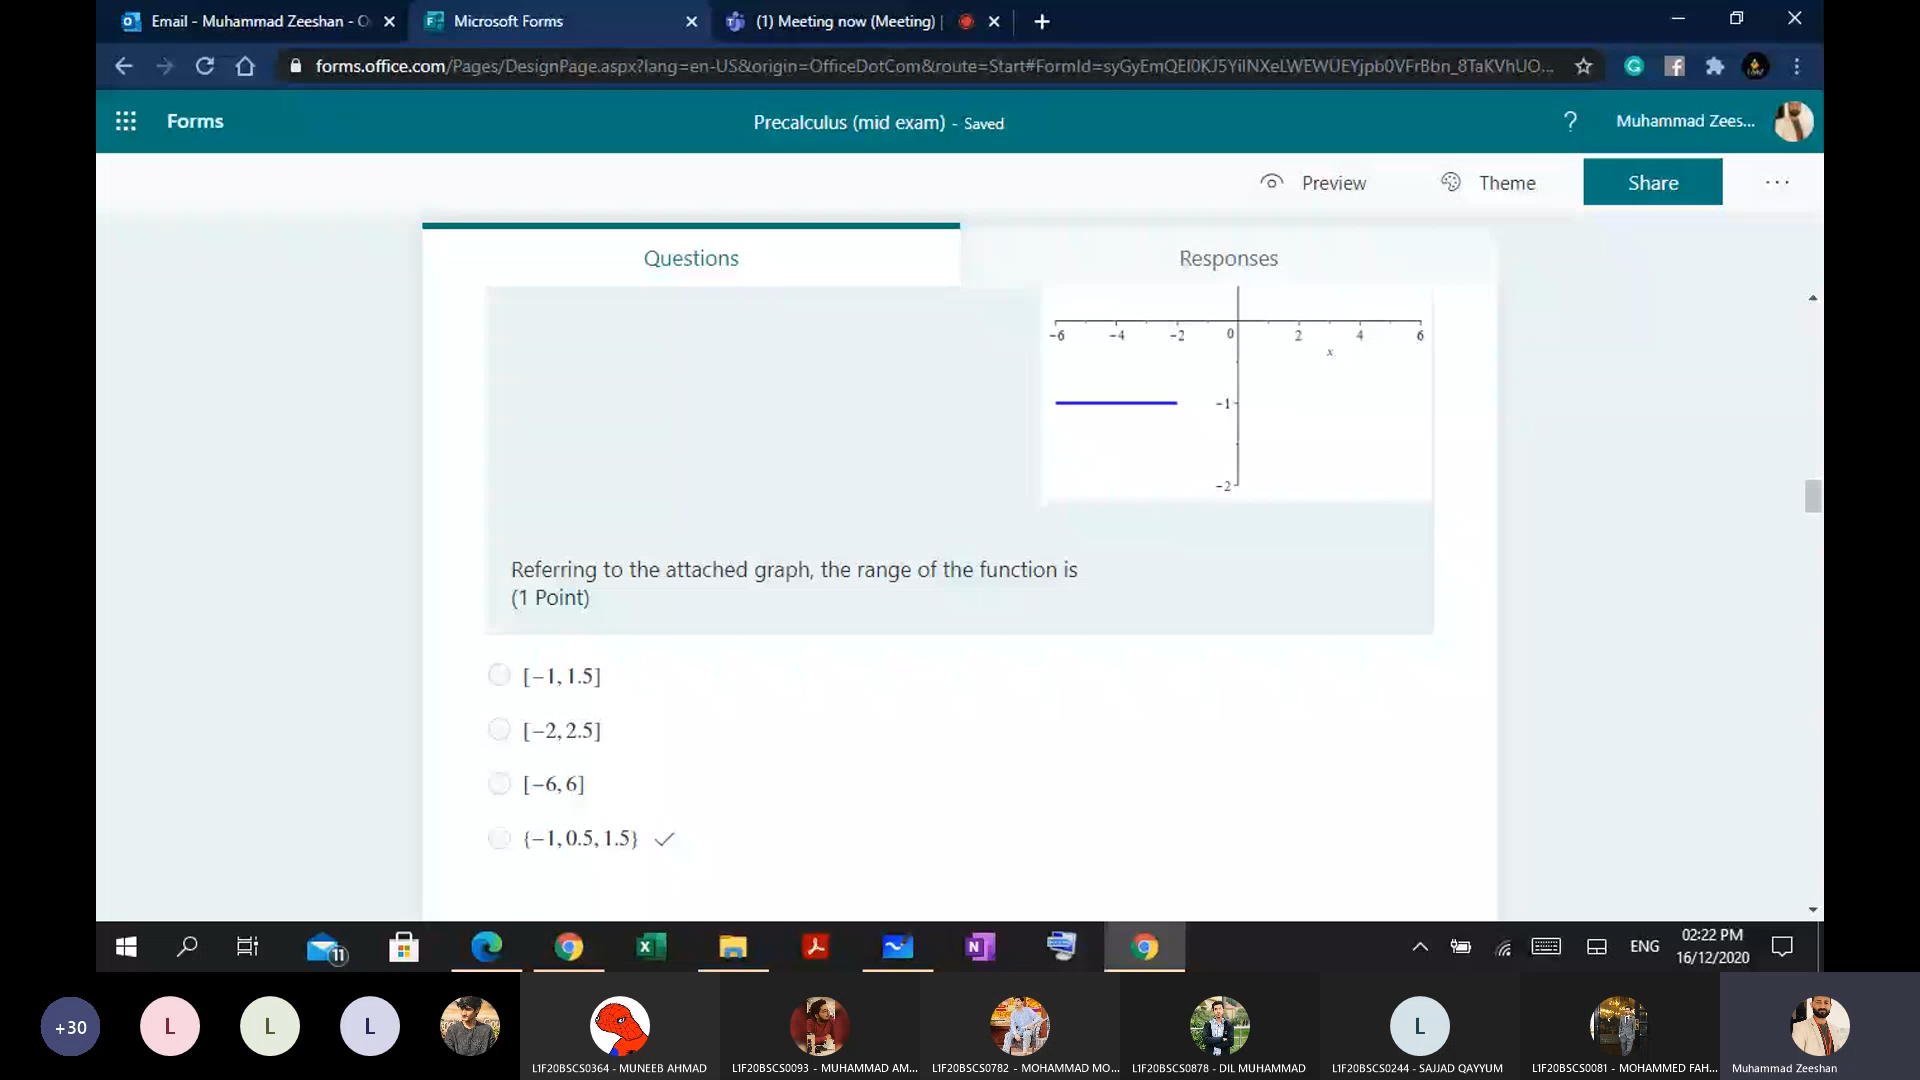 Email - Muhammad Zeeshan - O
Microsoft Forms
(1) Meeting now (Meeting) |
forms.office.com/Pages/DesignPage.aspx?lang=en-US&origin=OfficeDotCom&route=Start#FormId=syGyEmQEI0KJ5YiINXeLWEWUEYjpb0VFrBbn_8TaKVhUO...
Forms
Precalculus (mid exam) - Saved
?
Muhammad Zees...
Preview
Theme
Share
...
Questions
Responses
-6 -4 -2 0 2 4 6
x
-1
-2
Referring to the attached graph, the range of the function is
(1 Point)
[−1, 1.5]
[−2, 2.5]
[−6, 6]
{−1, 0.5, 1.5}
11
ENG
02:22 PM
16/12/2020
+30
L
L
L
L
L1F20BSCS0364 - MUNEEB AHMAD
L1F20BSCS0093 - MUHAMMAD AM...
L1F20BSCS0782 - MOHAMMAD MO...
L1F20BSCS0878 - DIL MUHAMMAD
L1F20BSCS0244 - SAJJAD QAYYUM
L1F20BSCS0081 - MOHAMMED FAH...
Muhammad Zeeshan